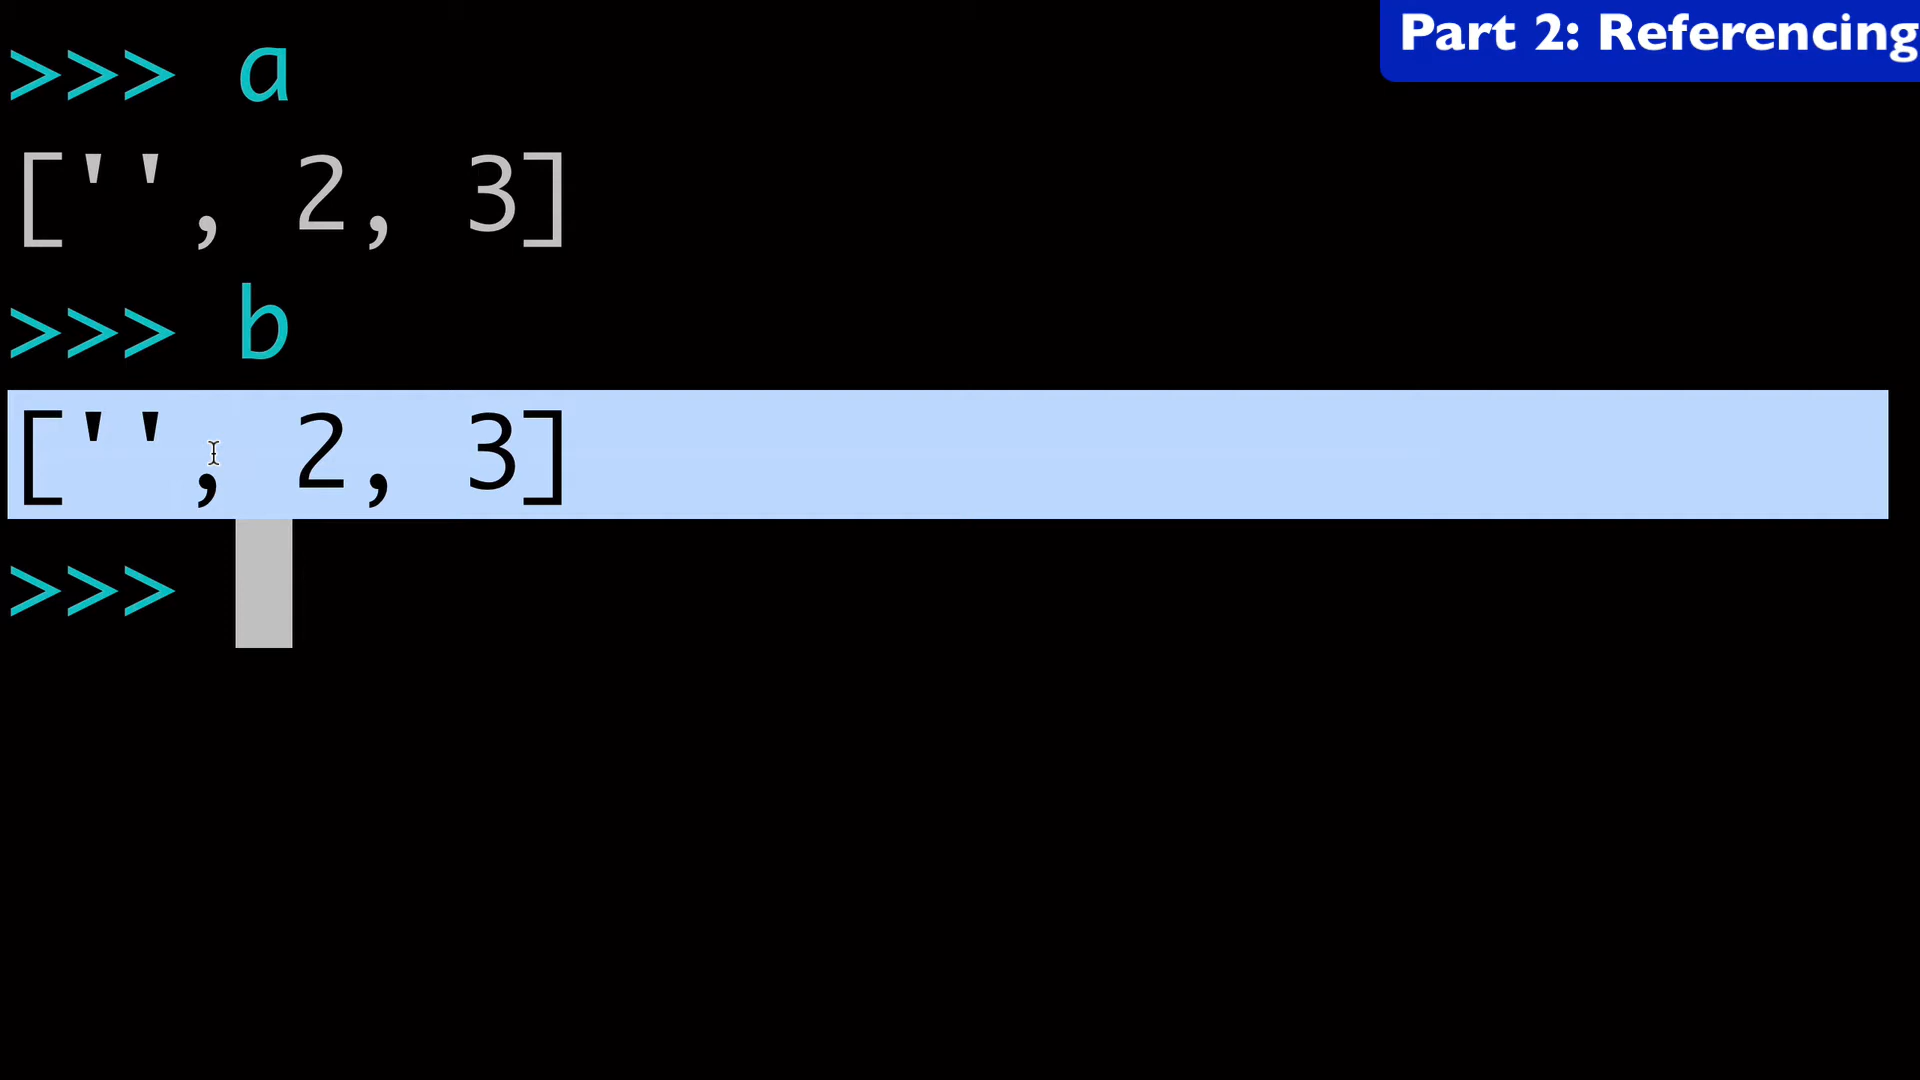 Part 2: Referencing
>>> a
['', 2, 3]
>>> b
['', 2, 3]
>>>